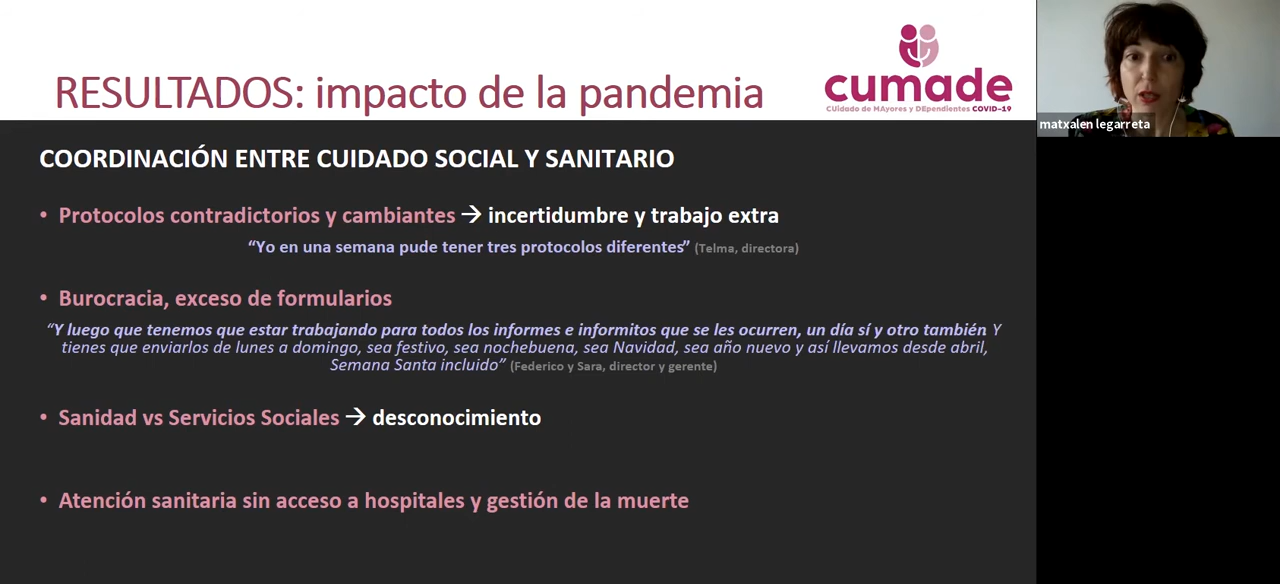 RESULTADOS: impacto de la pandemia
cumade
CUidado de MAyores y DEpendientes COVID-19
matxalen legarreta
COORDINACIÓN ENTRE CUIDADO SOCIAL Y SANITARIO
• Protocolos contradictorios y cambiantes → incertidumbre y trabajo extra
“Yo en una semana pude tener tres protocolos diferentes” (Telma, directora)
• Burocracia, exceso de formularios
“Y luego que tenemos que estar trabajando para todos los informes e informitos que se les ocurren, un día sí y otro también. Y
tienes que enviarlos de lunes a domingo, sea festivo, sea nochebuena, sea Navidad, sea año nuevo y así llevamos desde abril,
Semana Santa incluido” (Federico y Sara, director y gerente)
• Sanidad vs Servicios Sociales → desconocimiento
• Atención sanitaria sin acceso a hospitales y gestión de la muerte